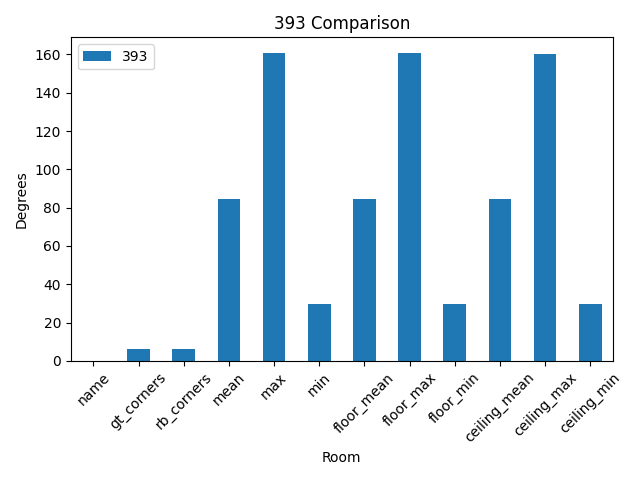 393 Comparison
393
160
140
120
100
80
60
40
20
0
Degrees
name
gt_corners
rb_corners
mean
max
min
floor_mean
floor_max
floor_min
ceiling_mean
ceiling_max
ceiling_min
Room